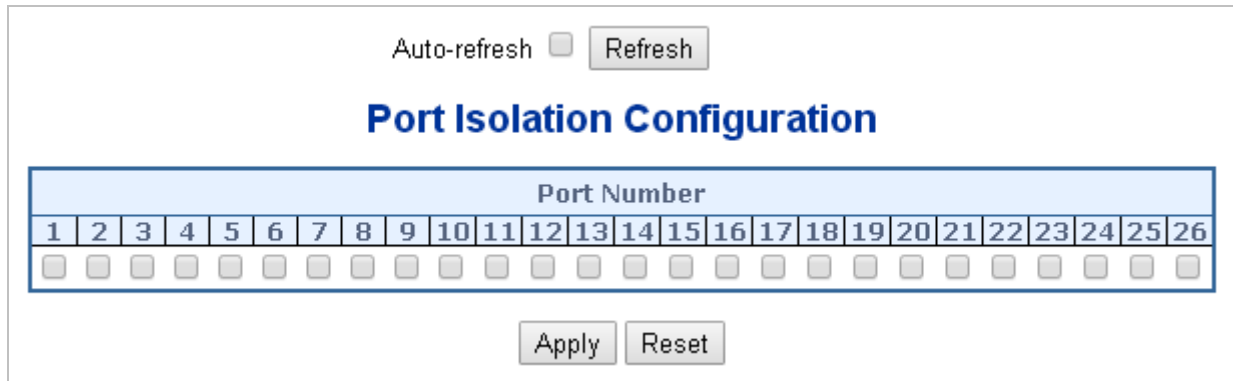 Auto-refresh Refresh
Port Isolation Configuration
Port Number
1 2 3 4 5 6 7 8 9 10 11 12 13 14 15 16 17 18 19 20 21 22 23 24 25 26
Apply Reset